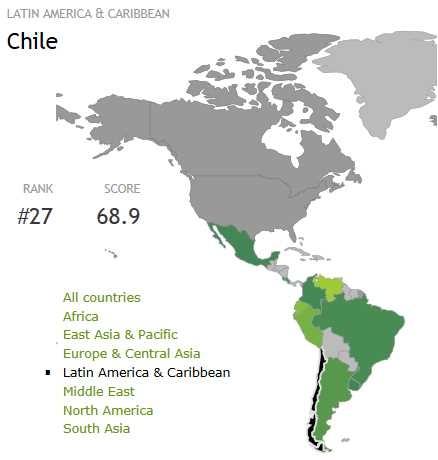 LATIN AMERICA & CARIBBEAN
Chile
RANK SCORE
#27 68.9
All countries
Africa
East Asia & Pacific
Europe & Central Asia
Latin America & Caribbean
Middle East
North America
South Asia